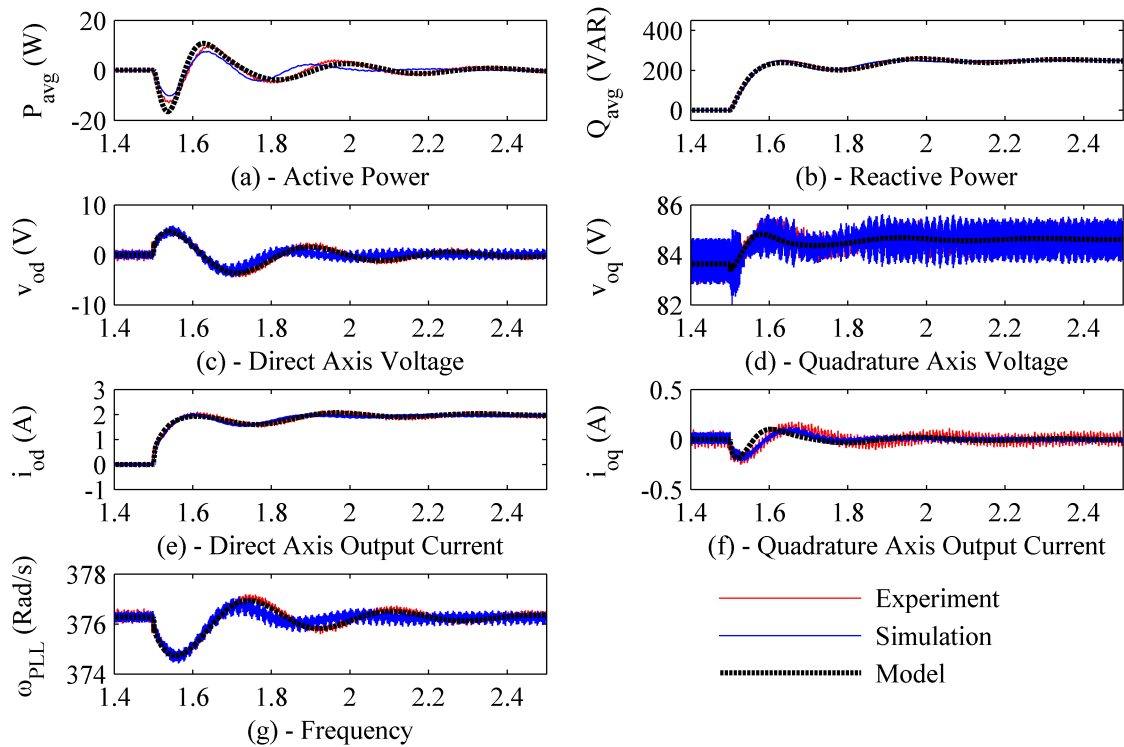 20
0
-20
P_avg (W)
1.4 1.6 1.8 2 2.2 2.4
(a) - Active Power
400
200
0
Q_avg (VAR)
1.4 1.6 1.8 2 2.2 2.4
(b) - Reactive Power
10
0
-10
v_od (V)
1.4 1.6 1.8 2 2.2 2.4
(c) - Direct Axis Voltage
86
84
82
v_oq (V)
1.4 1.6 1.8 2 2.2 2.4
(d) - Quadrature Axis Voltage
3
2
1
0
-1
i_od (A)
1.4 1.6 1.8 2 2.2 2.4
(e) - Direct Axis Output Current
0.5
0
-0.5
i_oq (A)
1.4 1.6 1.8 2 2.2 2.4
(f) - Quadrature Axis Output Current
378
376
374
ω_PLL (Rad/s)
1.4 1.6 1.8 2 2.2 2.4
(g) - Frequency
Experiment
Simulation
Model